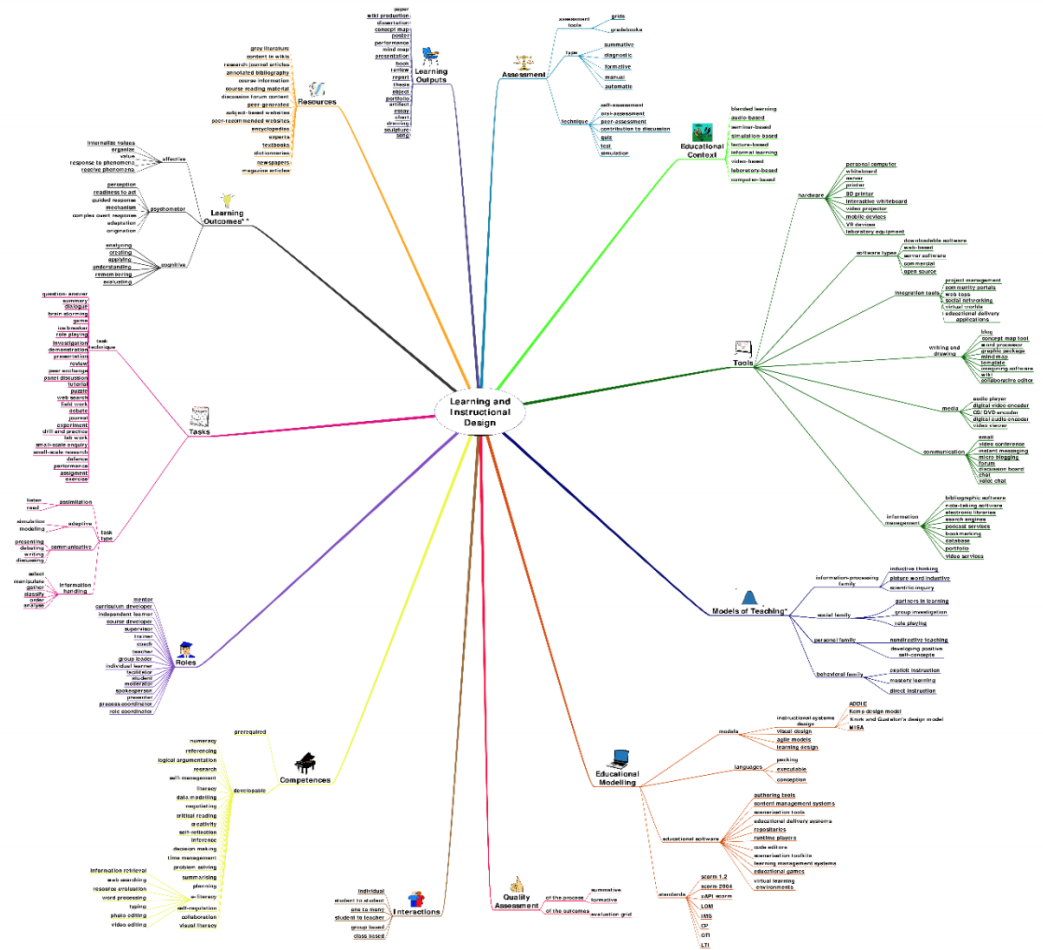 Learning and
Instructional
Design
Learning
Outputs
paper
wiki production
dissertation
concept map
poster
performance
mind map
presentation
book
review
report
thesis
object
portfolio
artifact
essay
chart
drawing
sculpture
song
Assessment
assessment
tools
grids
gradebooks
type
summative
diagnostic
formative
manual
automatic
technique
self-assessment
peer-assessment
contribution to discussion
quiz
test
simulation
Educational
Context
blended learning
audio-based
seminar-based
simulation based
lecture-based
informal learning
video-based
laboratory-based
computer-based
Tools
hardware
personal computer
whiteboard
server
printer
3D printer
interactive whiteboard
video projector
mobile devices
VR devices
laboratory equipment
software types
downloadable software
web-based
server software
commercial
open source
integration tools
project management
community portals
web apps
social networking
virtual worlds
educational delivery
applications
writing and
drawing
blog
concept map tool
word processor
graphic package
mind map
template
imagining software
wiki
collaborative editor
media
audio player
digital video encoder
CD/ DVD encoder
digital audio encoder
video viewer
communication
email
video conference
instant messaging
micro blogging
forum
discussion board
chat
voice chat
information
management
bibliographic software
note-taking software
electronic libraries
search engines
podcast services
bookmarking
database
portfolio
video services
Models of Teaching*
information-processing
family
inductive thinking
picture word inductive
scientific inquiry
social family
partners in learning
group investigation
role playing
personal family
nondirective teaching
developing positive
self-concepts
behavioral family
explicit instruction
mastery learning
direct instruction
Educational
Modelling
models
instructional systems
design
ADDIE
Kemp design model
MISA
visual design
agile models
learning design
languages
packing
executable
conception
educational software
authoring tools
content management systems
scenarisation tools
educational delivery systems
repositories
runtime players
code editors
scenarisation toolkits
learning management systems
educational games
virtual learning
environments
standards
scorm 1.2
scorm 2004
xAPI scorm
LOM
CP
QTI
LTI
Quality
Assessment
of the process
summative
formative
of the outcomes
evaluation grid
Interactions
individual
student to student
one to many
student to teacher
group based
class based
Competences
prerequired
developable
numeracy
referencing
logical argumentation
research
self-management
literacy
data modelling
negotiating
critical reading
creativity
self-reflection
inference
decision making
time management
problem solving
summarising
planning
e-literacy
information retrieval
web searching
resource evaluation
word processing
typing
photo editing
video editing
self-regulation
collaboration
visual literacy
Roles
mentor
curriculum developer
independent learner
course developer
supervisor
trainer
coach
teacher
group leader
individual learner
facilitator
student
moderator
spokesperson
presenter
process coordinator
role coordinator
Tasks
task
technique
question-answer
summary
dialogue
brain storming
game
icebreaker
role playing
investigation
demonstration
presentation
review
peer exchange
panel discussion
tutorial
puzzle
web search
field work
debate
journal
experiment
drill and practice
lab work
small-scale enquiry
small-scale research
defence
performance
assigment
exercise
task
type
assimilation
listen
read
adaptive
simulation
modeling
communicative
presenting
debating
writing
discussing
information
handling
select
manipulate
gather
classify
order
analyse
Learning
Outcomes**
affective
internalize values
organize
value
response to phenomena
receive phenomena
psychomotor
perception
readiness to act
guided response
mechanism
complex overt response
adaptation
origination
cognitive
analyzing
creating
applying
understanding
remembering
evaluating
Resources
grey literature
content in wikis
research journal articles
annotated bibliography
course information
course reading material
discussion forum content
peer-generated
subject-based websites
peer-recommended websites
encyclopedias
experts
textbooks
dictionaries
newspapers
magazine articles